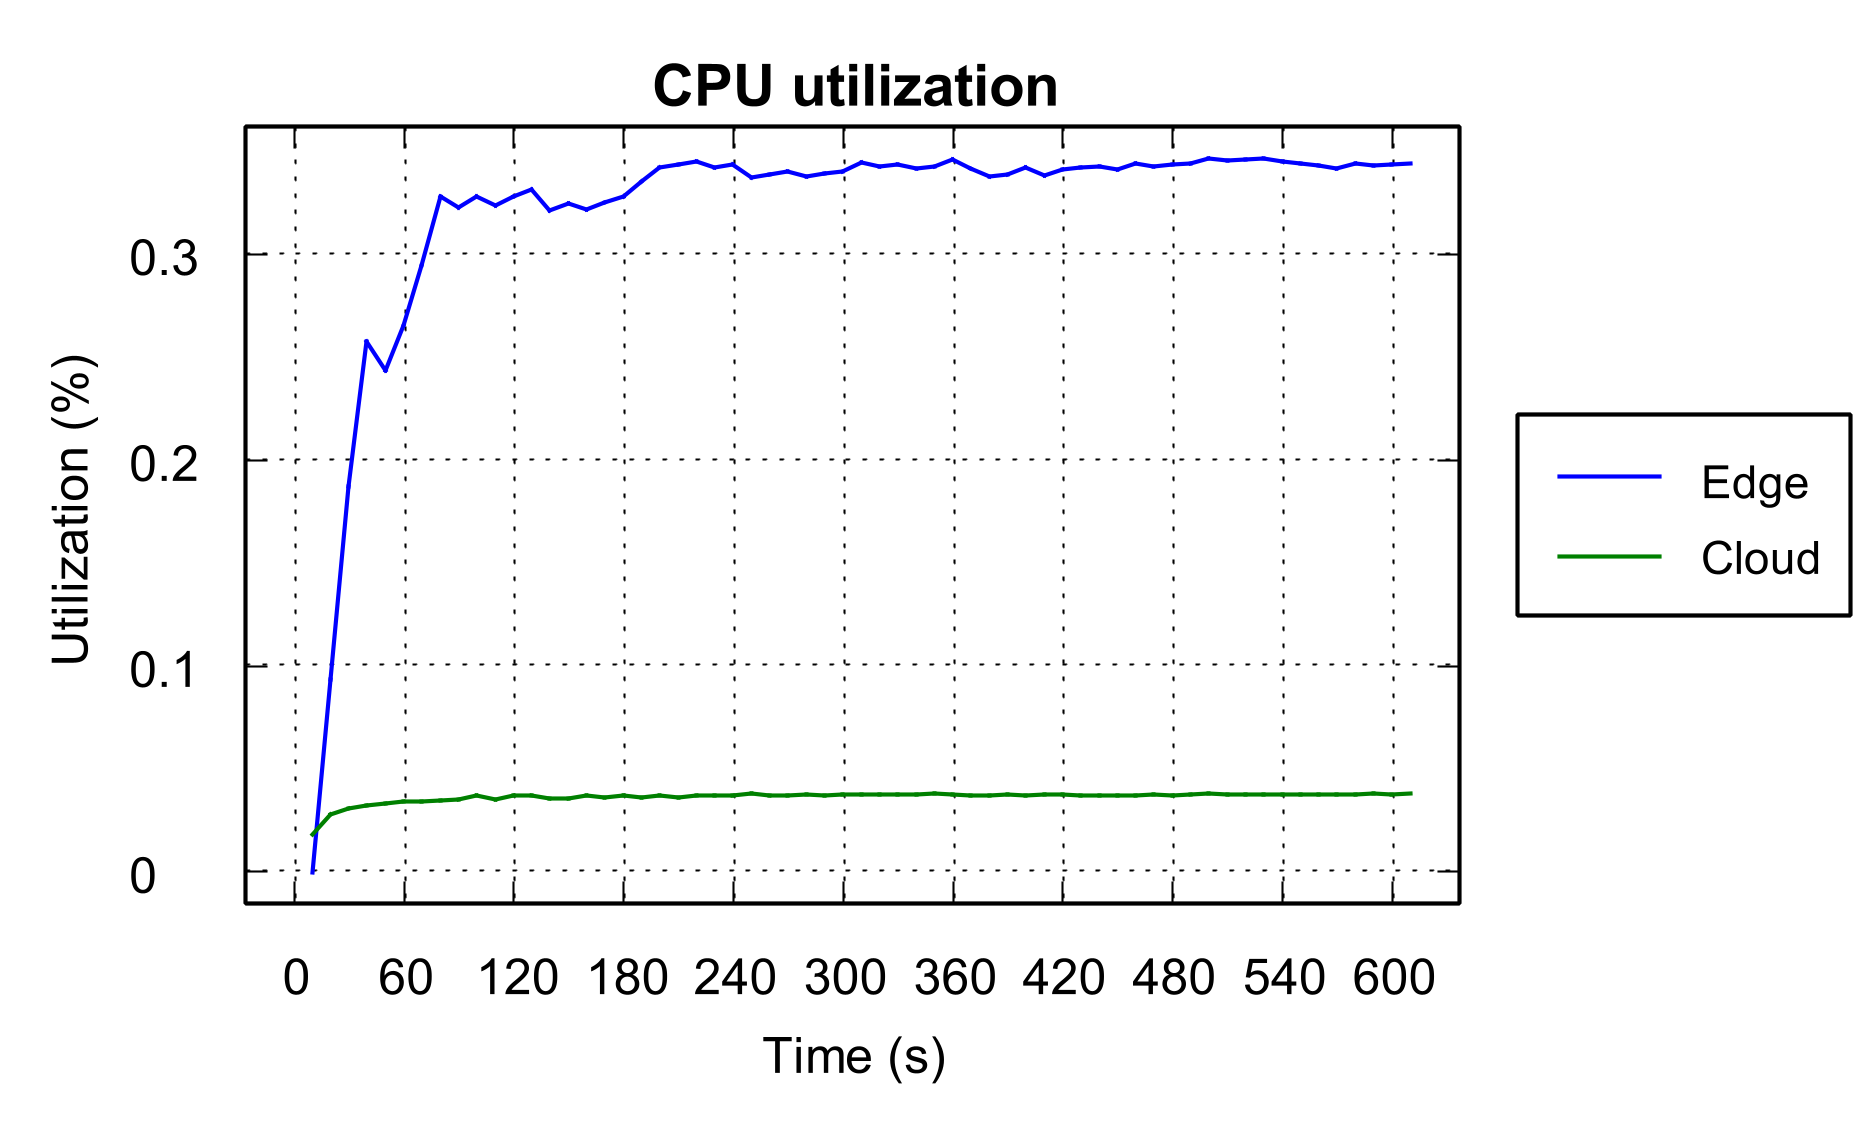 CPU utilization
Utilization (%)
0.3
0.2
0.1
0
0 60 120 180 240 300 360 420 480 540 600
Time (s)
Edge
Cloud